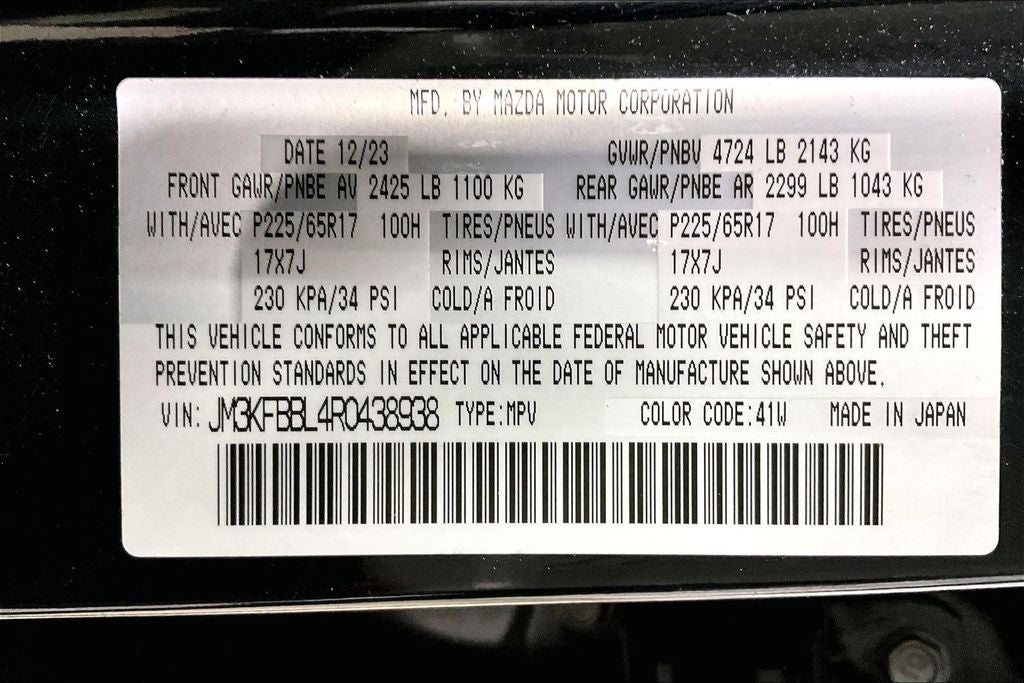 MFD. BY MAZDA MOTOR CORPORATION
DATE 12/23 GVWR/PNBV 4724 LB 2143 KG
FRONT GAWR/PNBE AV 2425 LB 1100 KG REAR GAWR/PNBE AR 2299 LB 1043 KG
WITH/AVEC P225/65R17 100H TIRES/PNEUS WITH/AVEC P225/65R17 100H TIRES/PNEUS
17X7J RIMS/JANTES 17X7J RIMS/JANTES
230 KPA/34 PSI COLD/A FROID 230 KPA/34 PSI COLD/A FROID
THIS VEHICLE CONFORMS TO ALL APPLICABLE FEDERAL MOTOR VEHICLE SAFETY AND THEFT
PREVENTION STANDARDS IN EFFECT ON THE DATE OF MANUFACTURE SHOWN ABOVE.
VIN: JM3KFBBL4R0438938 TYPE:MPV COLOR CODE:41W MADE IN JAPAN